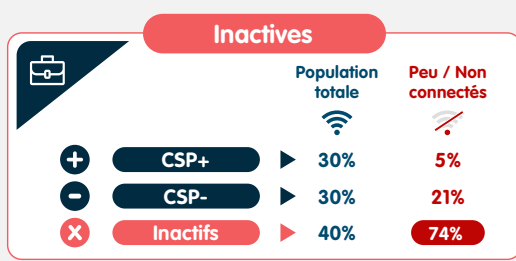 Inactives
Population totale
Peu / Non connectés
CSP+ 30% 5%
CSP- 30% 21%
Inactifs 40% 74%